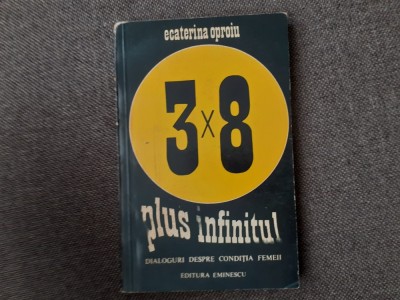 ecaterina oproiu
3x8
plus infinitul
DIALOGURI DESPRE CONDIȚIA FEMEII
EDITURA EMINESCU